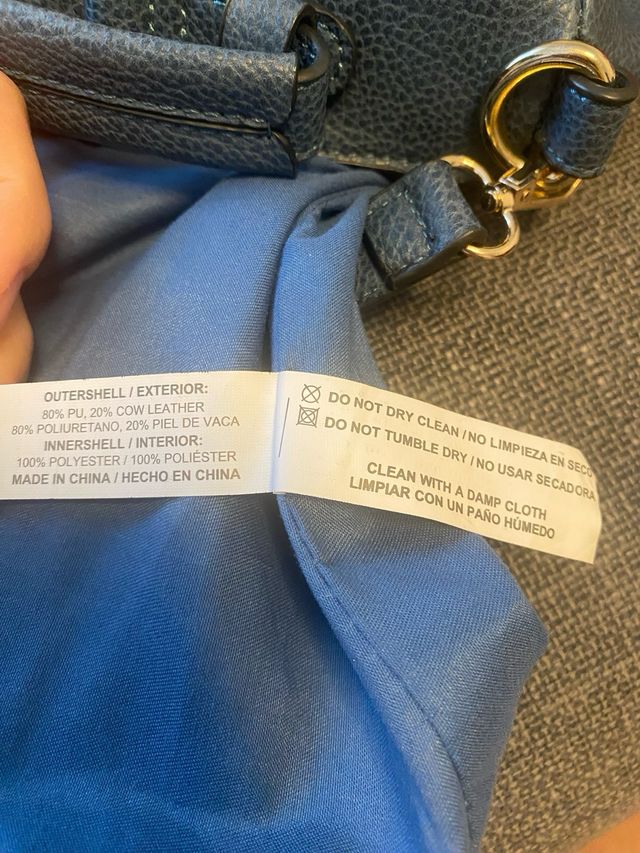 OUTERSHELL / EXTERIOR:
80% PU, 20% COW LEATHER
80% POLIURETANO, 20% PIEL DE VACA
INNERSHELL / INTERIOR:
100% POLYESTER / 100% POLIÉSTER
MADE IN CHINA / HECHO EN CHINA
DO NOT DRY CLEAN / NO LIMPIEZA EN SECO
DO NOT TUMBLE DRY / NO USAR SECADORA
CLEAN WITH A DAMP CLOTH
LIMPIAR CON UN PAÑO HÚMEDO